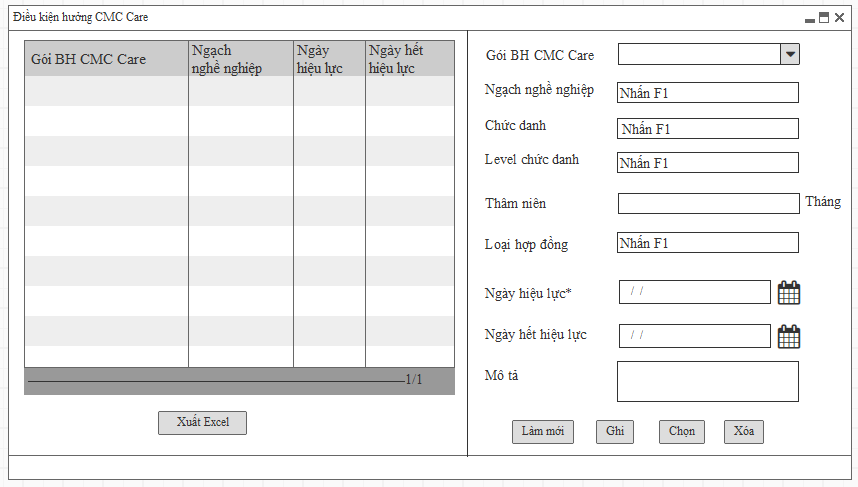 Điều kiện hưởng CMC Care
Gói BH CMC Care
Ngạch
nghề nghiệp
Ngày
hiệu lực
Ngày hết
hiệu lực
1/1
Xuất Excel
Gói BH CMC Care
Ngạch nghề nghiệp
Nhấn F1
Chức danh
Nhấn F1
Level chức danh
Nhấn F1
Thâm niên
Tháng
Loại hợp đồng
Nhấn F1
Ngày hiệu lực*
/ /
Ngày hết hiệu lực
/ /
Mô tả
Làm mới
Ghi
Chọn
Xóa